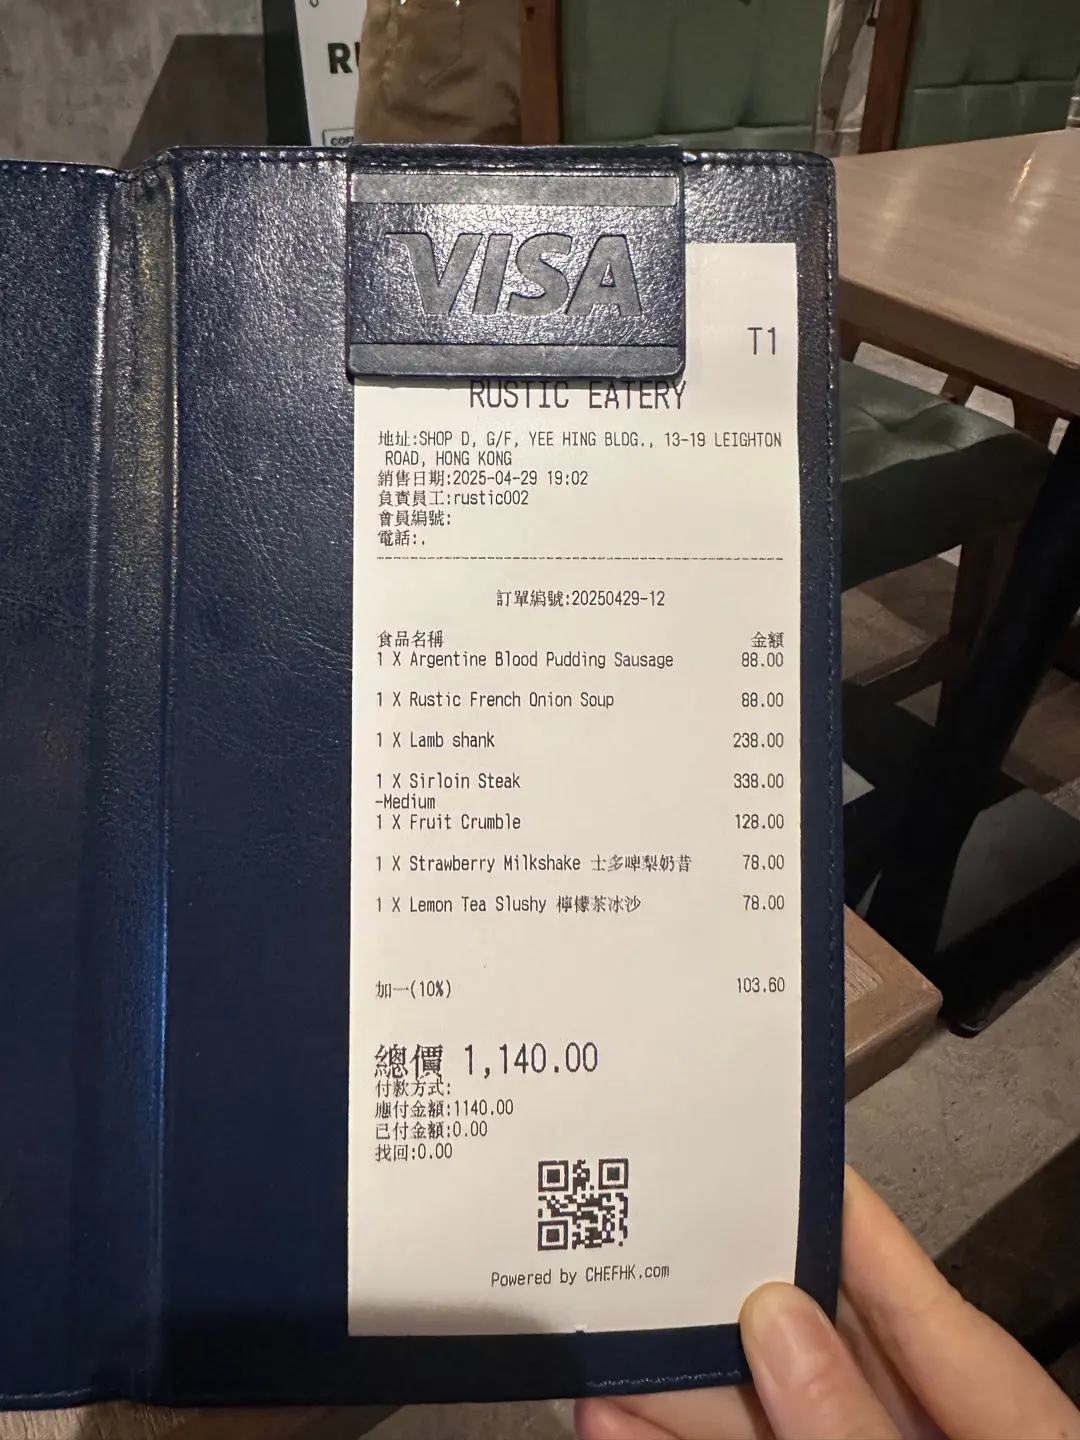 VISA
T1
RUSTIC EATERY
地址:SHOP D, G/F, YEE HING BLDG., 13-19 LEIGHTON
ROAD, HONG KONG
銷售日期:2025-04-29 19:02
負責員工:rustic002
會員編號:
電話:.
訂單編號:20250429-12
食品名稱 金額
1 X Argentine Blood Pudding Sausage 88.00
1 X Rustic French Onion Soup 88.00
1 X Lamb shank 238.00
1 X Sirloin Steak 338.00
-Medium
1 X Fruit Crumble 128.00
1 X Strawberry Milkshake 士多啤梨奶昔 78.00
1 X Lemon Tea Slushy 檸檬茶冰沙 78.00
加一(10%) 103.60
總價 1,140.00
付款方式:
應付金額:1140.00
已付金額:0.00
找回:0.00
Powered by CHEFHK.com